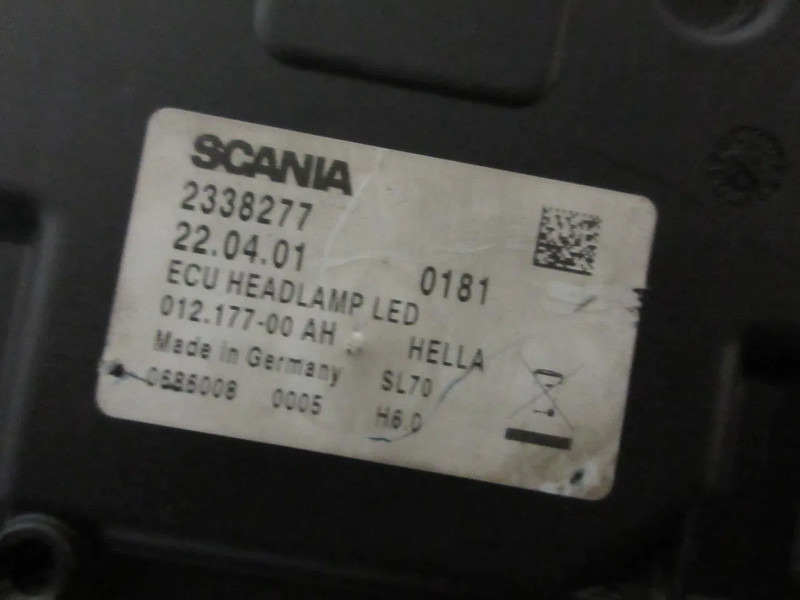 SCANIA
2338277
22.04.01 0181
ECU HEADLAMP LED
012.177-00 AH HELLA
Made in Germany SL70
0686008 0005 H6.0